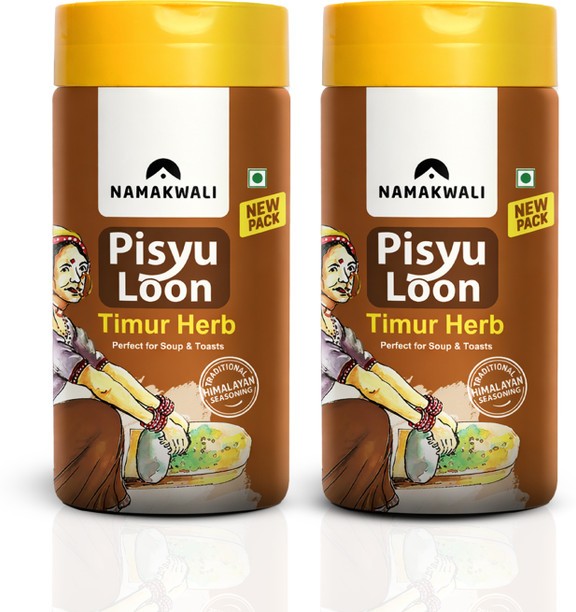 NAMAKWALI
NEW
PACK
Pisyu
Loon
Timur Herb
Perfect for Soup & Toasts
TRADITIONAL
HIMALAYAN
SEASONING
NAMAKWALI
NEW
PACK
Pisyu
Loon
Timur Herb
Perfect for Soup & Toasts
TRADITIONAL
HIMALAYAN
SEASONING